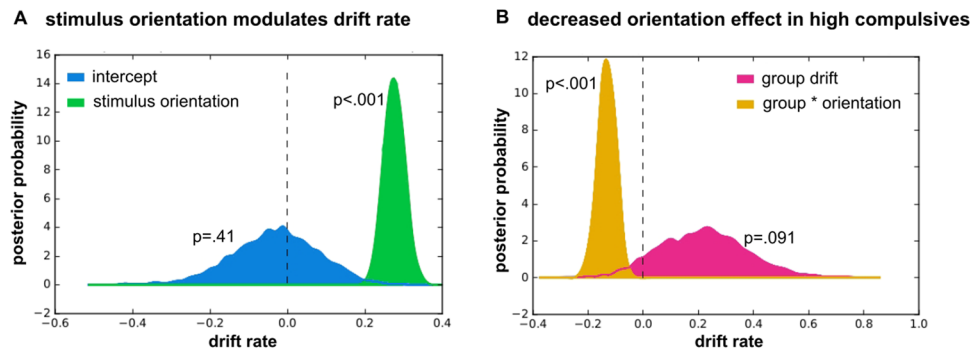 A stimulus orientation modulates drift rate
16
14
12
10
8
6
4
2
0
−2
posterior probability
intercept
stimulus orientation
p<.001
p=.41
−0.6
−0.4
−0.2
0.0
0.2
0.4
drift rate
B decreased orientation effect in high compulsives
12
10
8
6
4
2
0
−2
posterior probability
p<.001
group drift
group * orientation
p=.091
−0.4
−0.2
0.0
0.2
0.4
0.6
0.8
1.0
drift rate